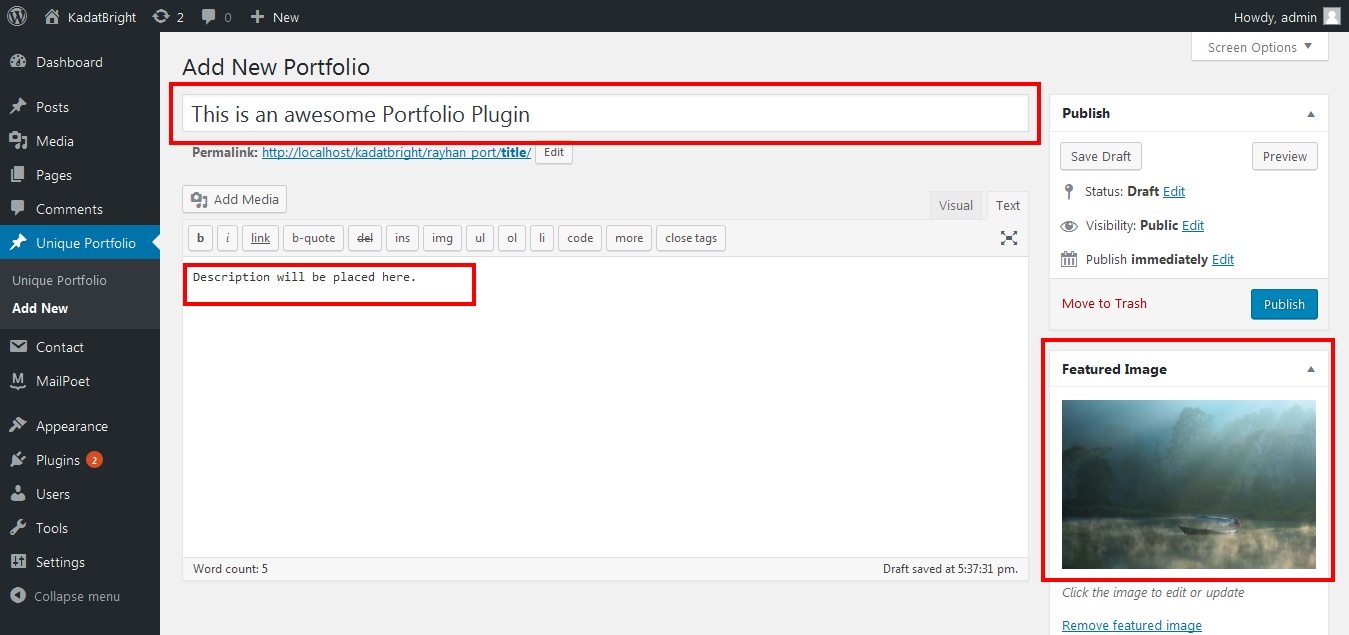 KadatBright 2 0 New Howdy, admin
Screen Options
Dashboard
Posts
Media
Pages
Comments
Unique Portfolio
Unique Portfolio
Add New
Contact
MailPoet
Appearance
Plugins 2
Users
Tools
Settings
Collapse menu
Add New Portfolio
This is an awesome Portfolio Plugin
Permalink: http://localhost/kadatbright/rayhan_port/title/ Edit
Add Media Visual Text
b i link b-quote del ins img ul ol li code more close tags
Description will be placed here.
Word count: 5 Draft saved at 5:37:31 pm.
Publish
Save Draft Preview
Status: Draft Edit
Visibility: Public Edit
Publish immediately Edit
Move to Trash Publish
Featured Image
Click the image to edit or update
Remove featured image